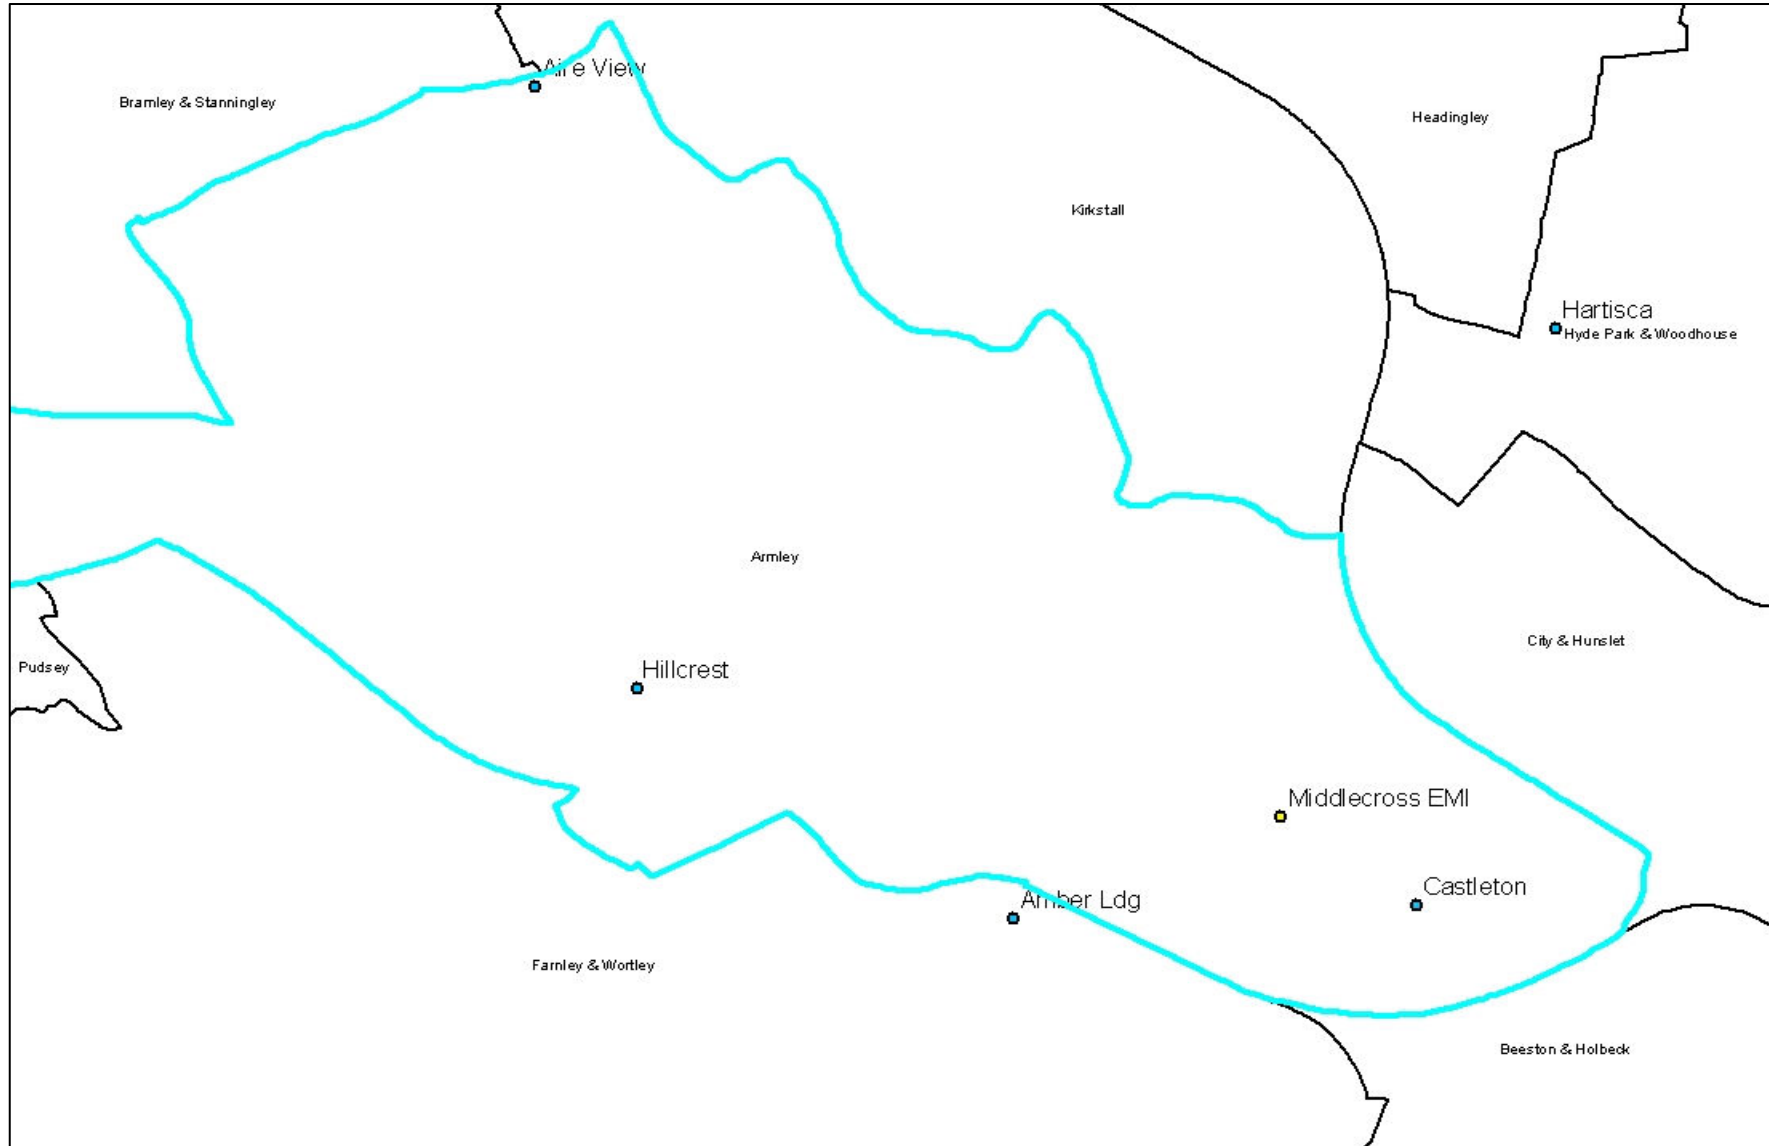 Aire View
Bramley & Stanningley
Headingley
Kirkstall
Hartisca
Hyde Park & Woodhouse
Armley
City & Hunslet
Pudsey
Hillcrest
Middlecross EMI
Castleton
Amber Ldg
Farnley & Wortley
Beeston & Holbeck